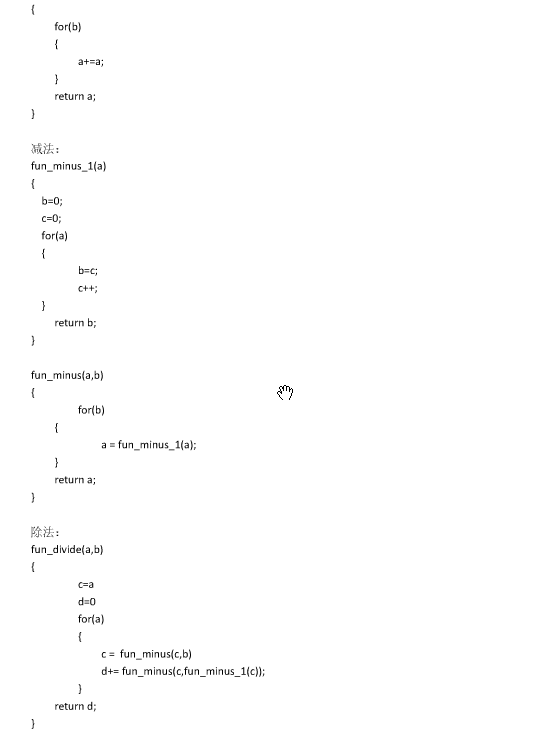 {
for(b)
{
a+=a;
}
return a;
}
减法：
fun_minus_1(a)
{
b=0;
c=0;
for(a)
{
b=c;
c++;
}
return b;
}
fun_minus(a,b)
{
for(b)
{
a = fun_minus_1(a);
}
return a;
}
除法：
fun_divide(a,b)
{
c=a
d=0
for(a)
{
c = fun_minus(c,b)
d+= fun_minus(c,fun_minus_1(c));
}
return d;
}